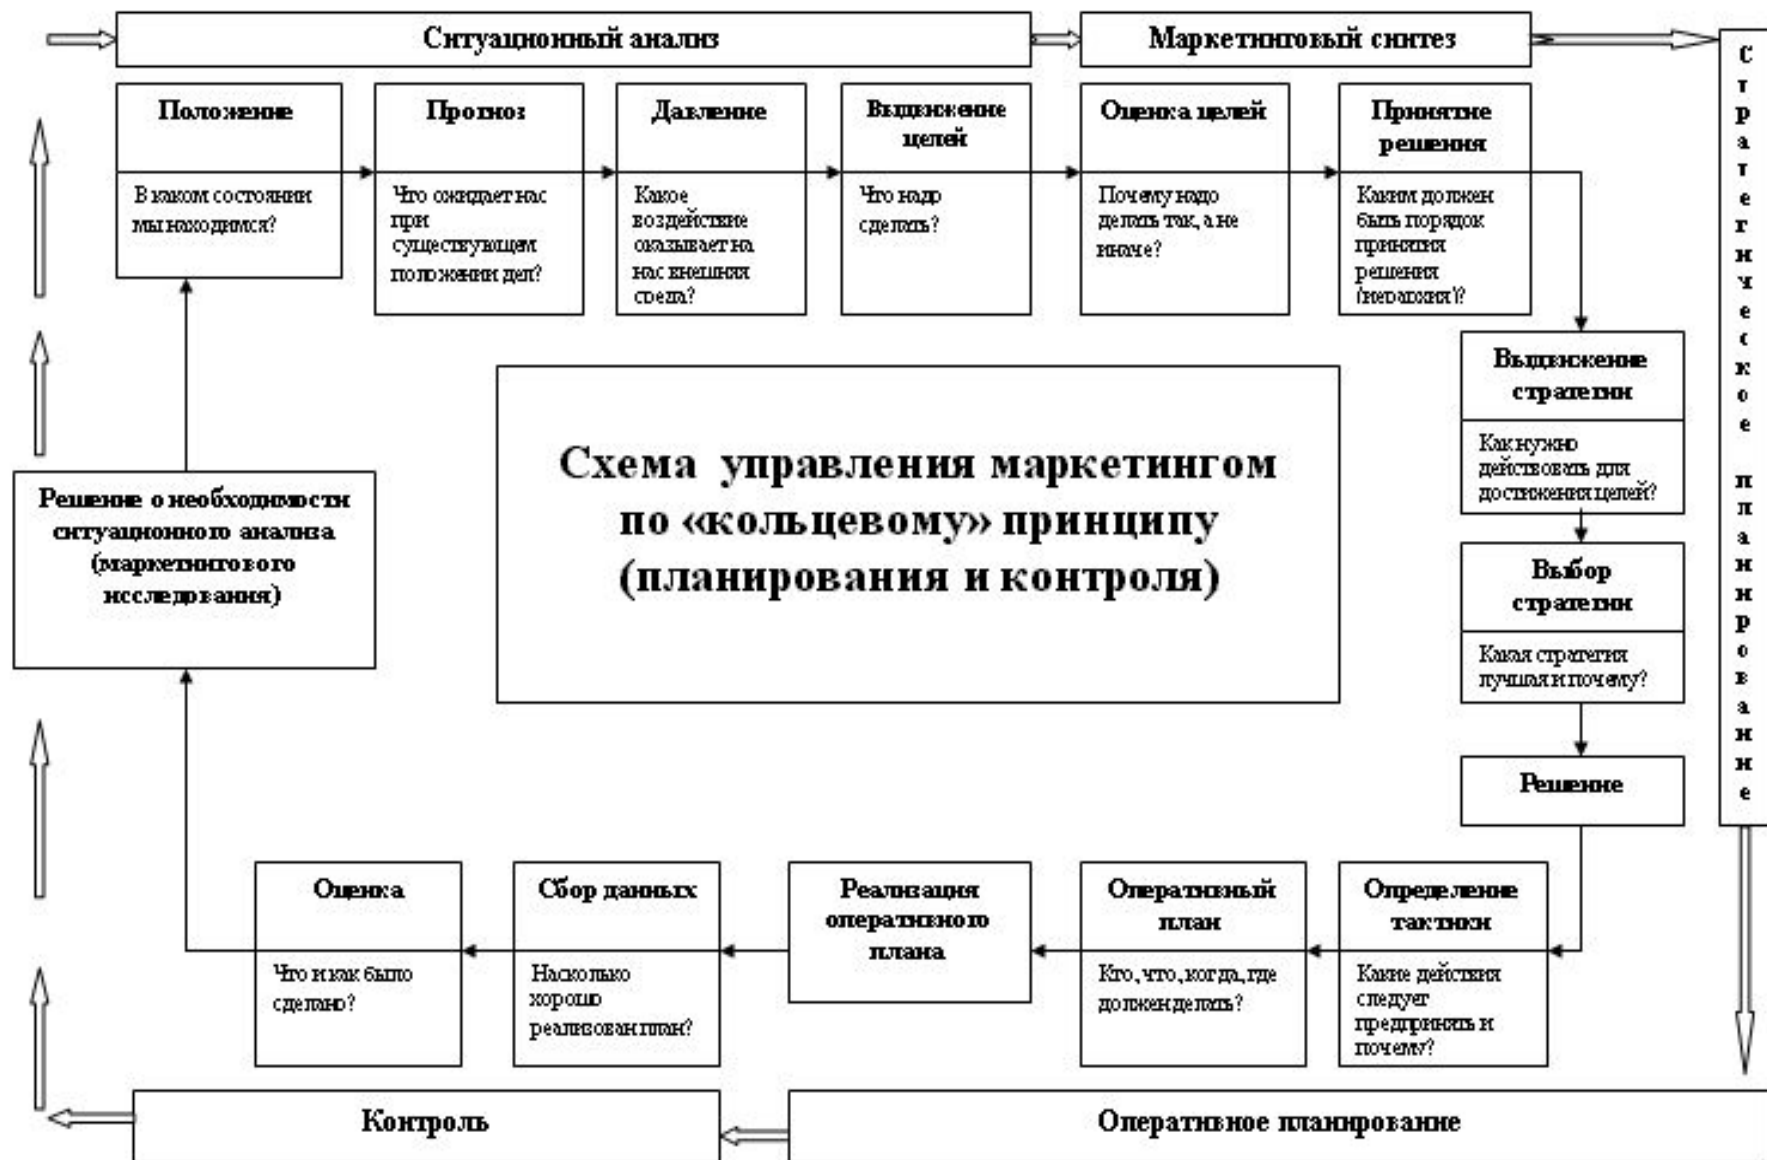 Ситуационный анализ
Маркетинговый синтез
Стратегическое планирование
Положение
В каком состоянии
мы находимся?
Прогноз
Что ожидает нас
при
существующем
положении дел?
Давление
Какое
воздействие
оказывает на
нас внешняя
среда?
Выдвижение
целей
Что надо
сделать?
Оценка целей
Почему надо
делать так, а не
иначе?
Принятие
решения
Каким должен
быть порядок
принятия
решения
(иерархия)?
Выдвижение
стратегии
Как нужно
действовать для
достижения целей?
Схема управления маркетингом
по «кольцевому» принципу
(планирования и контроля)
Решение о необходимости
ситуационного анализа
(маркетингового
исследования)
Выбор
стратегии
Какая стратегия
лучшая и почему?
Решение
Оценка
Что и как было
сделано?
Сбор данных
Насколько
хорошо
реализован план?
Реализация
оперативного
плана
Оперативный
план
Кто, что, когда, где
должен делать?
Определение
тактики
Какие действия
следует
предпринять и
почему?
Контроль
Оперативное планирование